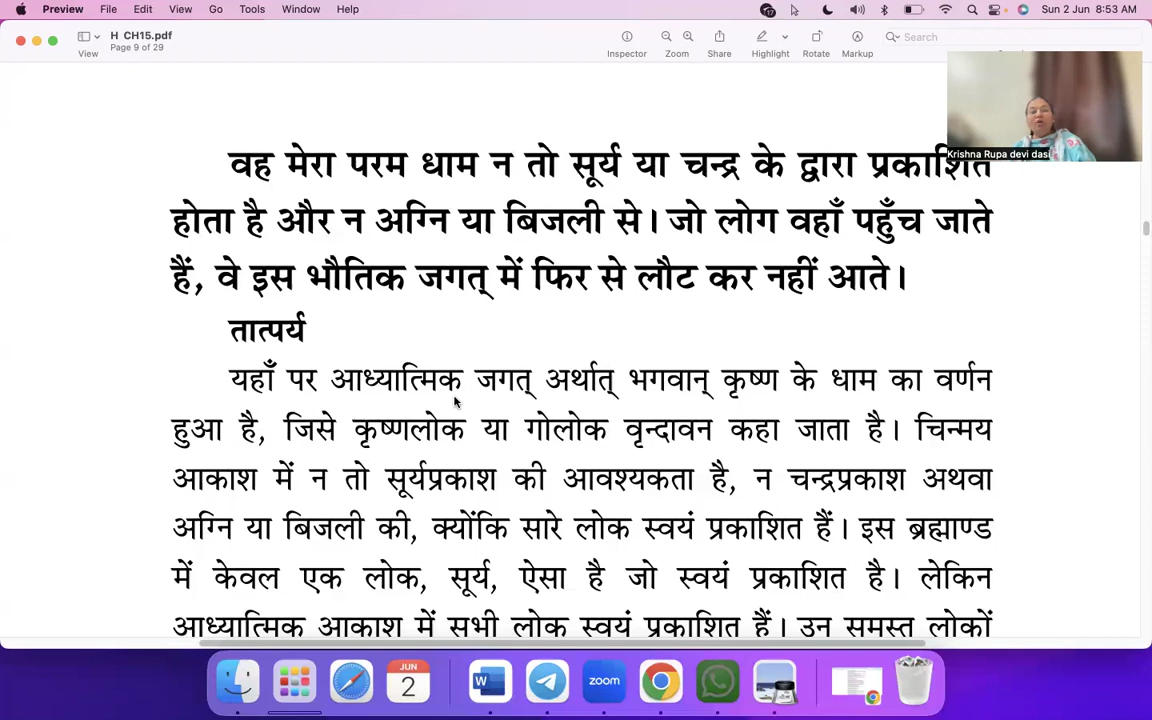 Preview File Edit View Go Tools Window Help Sun 2 Jun 8:53 AM
H CH15.pdf
Page 9 of 29
View Inspector Zoom Share Highlight Rotate Markup Search
Krishna Rupa devi dasi
वह मेरा परम धाम न तो सूर्य या चन्द्र के द्वारा प्रकाशित
होता है और न अग्नि या बिजली से। जो लोग वहाँ पहुँच जाते
हैं, वे इस भौतिक जगत् में फिर से लौट कर नहीं आते।
तात्पर्य
यहाँ पर आध्यात्मिक जगत् अर्थात् भगवान् कृष्ण के धाम का वर्णन
हुआ है, जिसे कृष्णलोक या गोलोक वृन्दावन कहा जाता है। चिन्मय
आकाश में न तो सूर्यप्रकाश की आवश्यकता है, न चन्द्रप्रकाश अथवा
अग्नि या बिजली की, क्योंकि सारे लोक स्वयं प्रकाशित हैं। इस ब्रह्माण्ड
में केवल एक लोक, सूर्य, ऐसा है जो स्वयं प्रकाशित है। लेकिन
आध्यात्मिक आकाश में सभी लोक स्वयं प्रकाशित हैं। उन समस्त लोकों
JUN
2
W
zoom